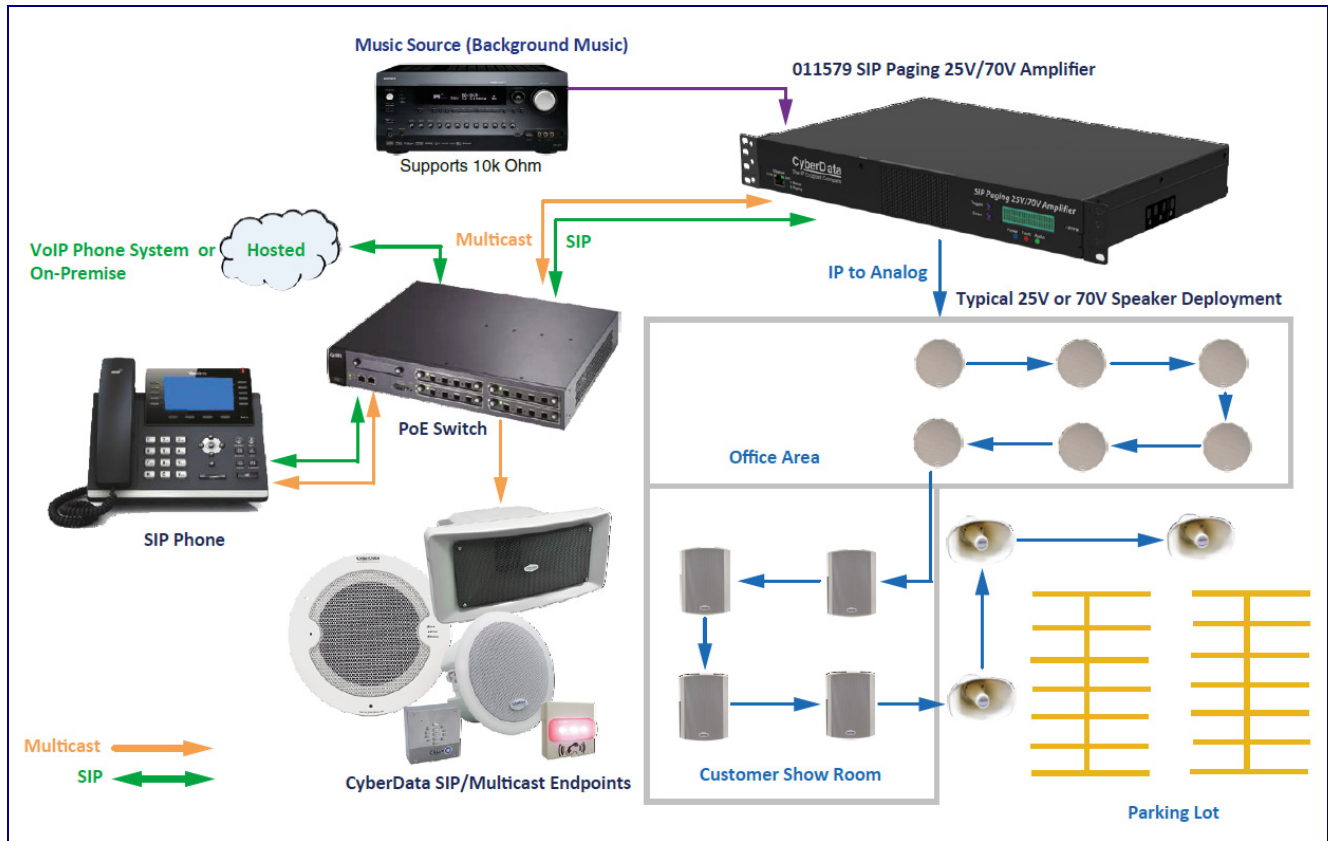 Music Source (Background Music)
011579 SIP Paging 25V/70V Amplifier
Supports 10k Ohm
CyberData
SIP Paging 25V/70V Amplifier
Multicast
SIP
VoIP Phone System or
On-Premise
Hosted
IP to Analog
Typical 25V or 70V Speaker Deployment
PoE Switch
Office Area
SIP Phone
Multicast
SIP
CyberData SIP/Multicast Endpoints
Customer Show Room
Parking Lot